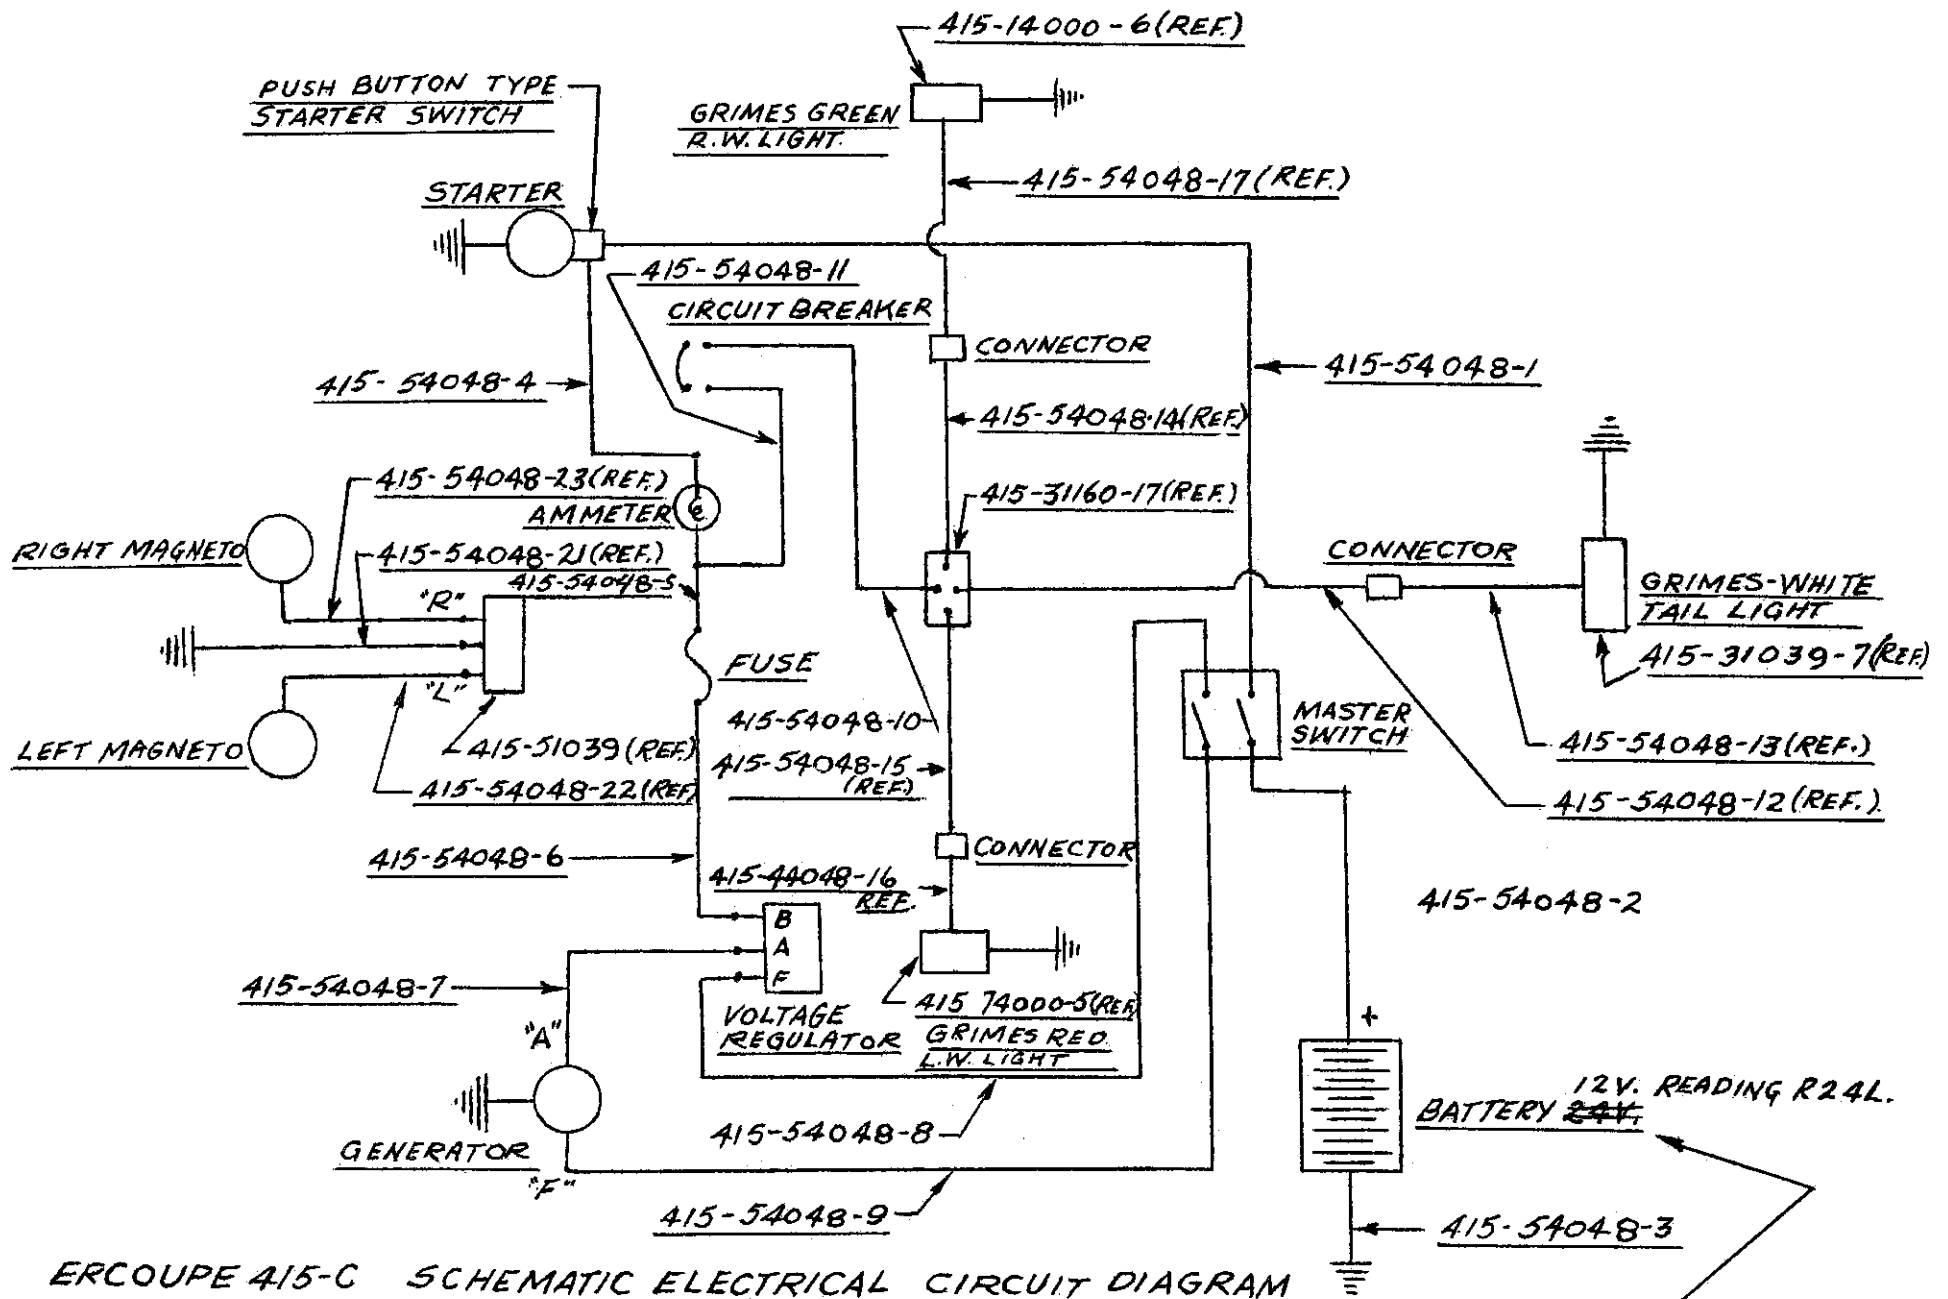 415-14000-6(REF.)
PUSH BUTTON TYPE
STARTER SWITCH
GRIMES GREEN
R.W. LIGHT.
415-54048-17(REF.)
STARTER
415-54048-11
CIRCUIT BREAKER
CONNECTOR
415-54048-1
415-54048-4
415-54048-14(REF.)
415-54048-23(REF.)
415-31160-17(REF.)
AMMETER
RIGHT MAGNETO
415-54048-21(REF.)
CONNECTOR
415-54048-5
"R"
GRIMES-WHITE
TAIL LIGHT
FUSE
415-31039-7(REF.)
"L"
415-54048-10
MASTER
SWITCH
LEFT MAGNETO
415-51039(REF.)
415-54048-13(REF.)
415-54048-15
(REF.)
415-54048-22(REF.)
415-54048-12(REF.)
415-54048-6
CONNECTOR
415-44048-16
REF.
415-54048-2
B
A
F
415-54048-7
415 74000-5(REF.)
VOLTAGE
REGULATOR
"A"
GRIMES RED
L.W. LIGHT
+
12V. READING R24L.
BATTERY 24V.
415-54048-8
GENERATOR
"F"
415-54048-9
415-54048-3
ERCOUPE 415-C SCHEMATIC ELECTRICAL CIRCUIT DIAGRAM